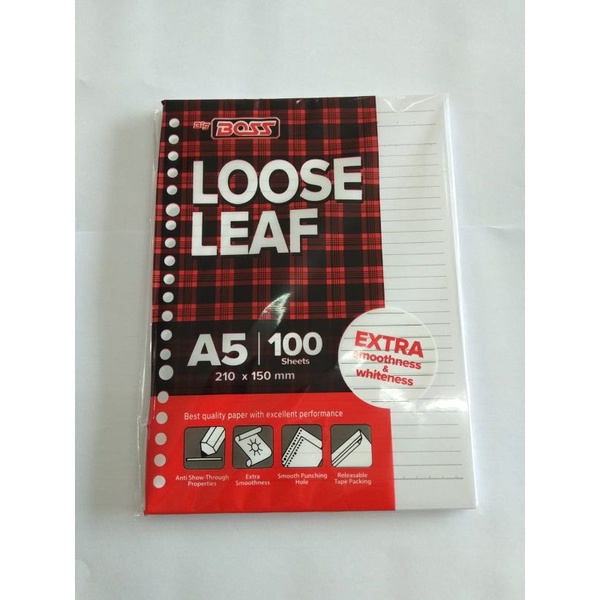 Big BOSS
LOOSE
LEAF
A5 | 100
Sheets
210 x 150 mm
EXTRA
smoothness
&
whiteness
Best quality paper with excellent performance
Anti Show-Through
Properties
Extra
Smoothness
Smooth Punching
Hole
Releasable
Tape Packing